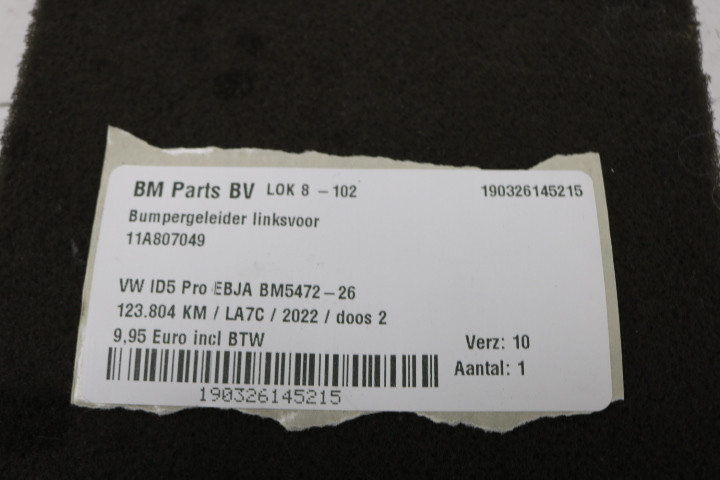 BM Parts BV LOK 8 - 102 190326145215
Bumpergeleider linksvoor
11A807049
VW ID5 Pro EBJA BM5472-26
123.804 KM / LA7C / 2022 / doos 2
9,95 Euro incl BTW
Verz: 10
Aantal: 1
190326145215